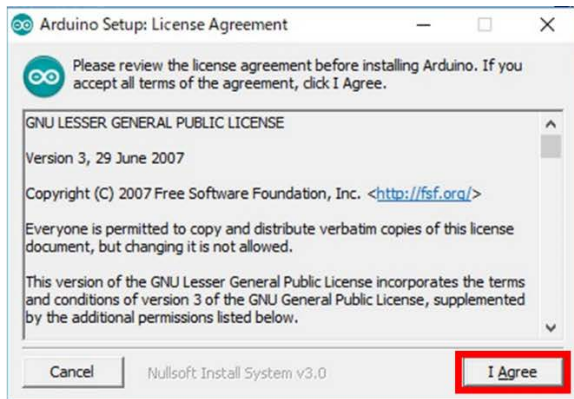 Arduino Setup: License Agreement
Please review the license agreement before installing Arduino. If you
accept all terms of the agreement, click I Agree.
GNU LESSER GENERAL PUBLIC LICENSE
Version 3, 29 June 2007
Copyright (C) 2007 Free Software Foundation, Inc. <http://fsf.org/>
Everyone is permitted to copy and distribute verbatim copies of this license
document, but changing it is not allowed.
This version of the GNU Lesser General Public License incorporates the terms
and conditions of version 3 of the GNU General Public License, supplemented
by the additional permissions listed below.
Cancel Nullsoft Install System v3.0 I Agree